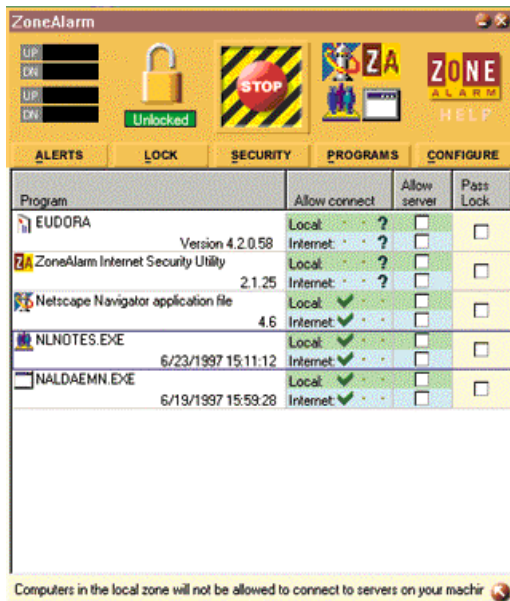 ZoneAlarm
UP
DN
UP
DN
Unlocked
STOP
ZA
ZONE
ALARM
HELP
ALERTS LOCK SECURITY PROGRAMS CONFIGURE
Program Allow connect Allow server Pass Lock
EUDORA
Version 4.2.0.58
Local:
Internet:
ZA ZoneAlarm Internet Security Utility
2.1.25
Local:
Internet:
Netscape Navigator application file
4.6
Local:
Internet:
NLNOTES.EXE
6/23/1997 15:11:12
Local:
Internet:
NALDAEMN.EXE
6/19/1997 15:59:28
Local:
Internet:
Computers in the local zone will not be allowed to connect to servers on your machir